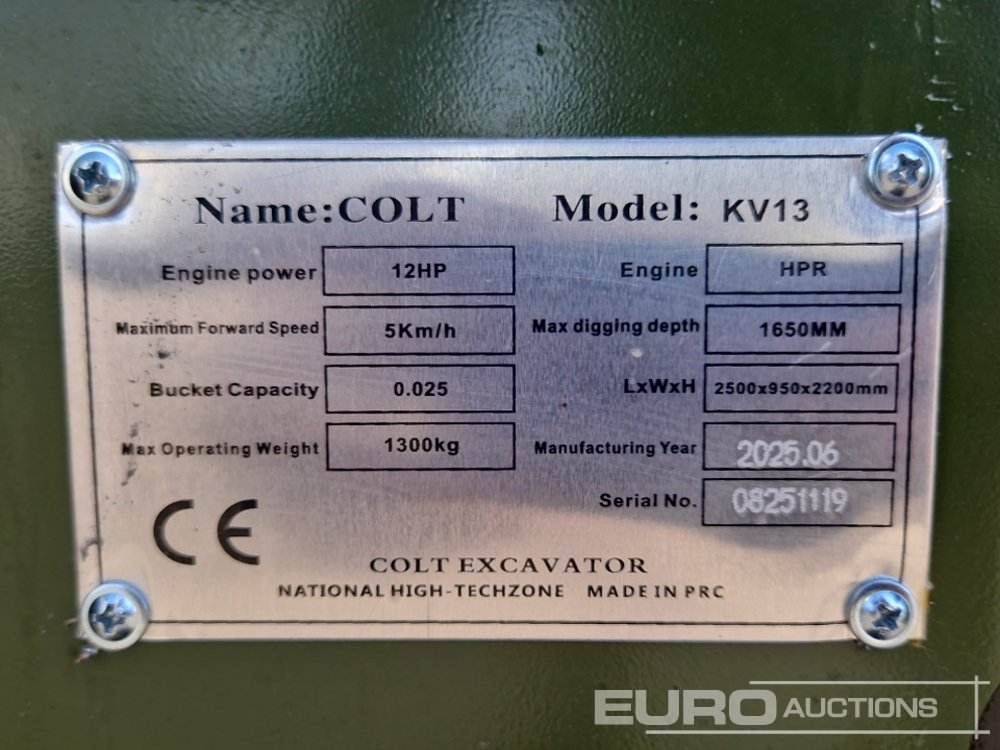 Name:COLT Model: KV13
Engine power 12HP Engine HPR
Maximum Forward Speed 5Km/h Max digging depth 1650MM
Bucket Capacity 0.025 LxWxH 2500x950x2200mm
Max Operating Weight 1300kg Manufacturing Year 2025.06
Serial No. 08251119
CE
COLT EXCAVATOR
NATIONAL HIGH-TECHZONE MADE IN PRC
EURO AUCTIONS